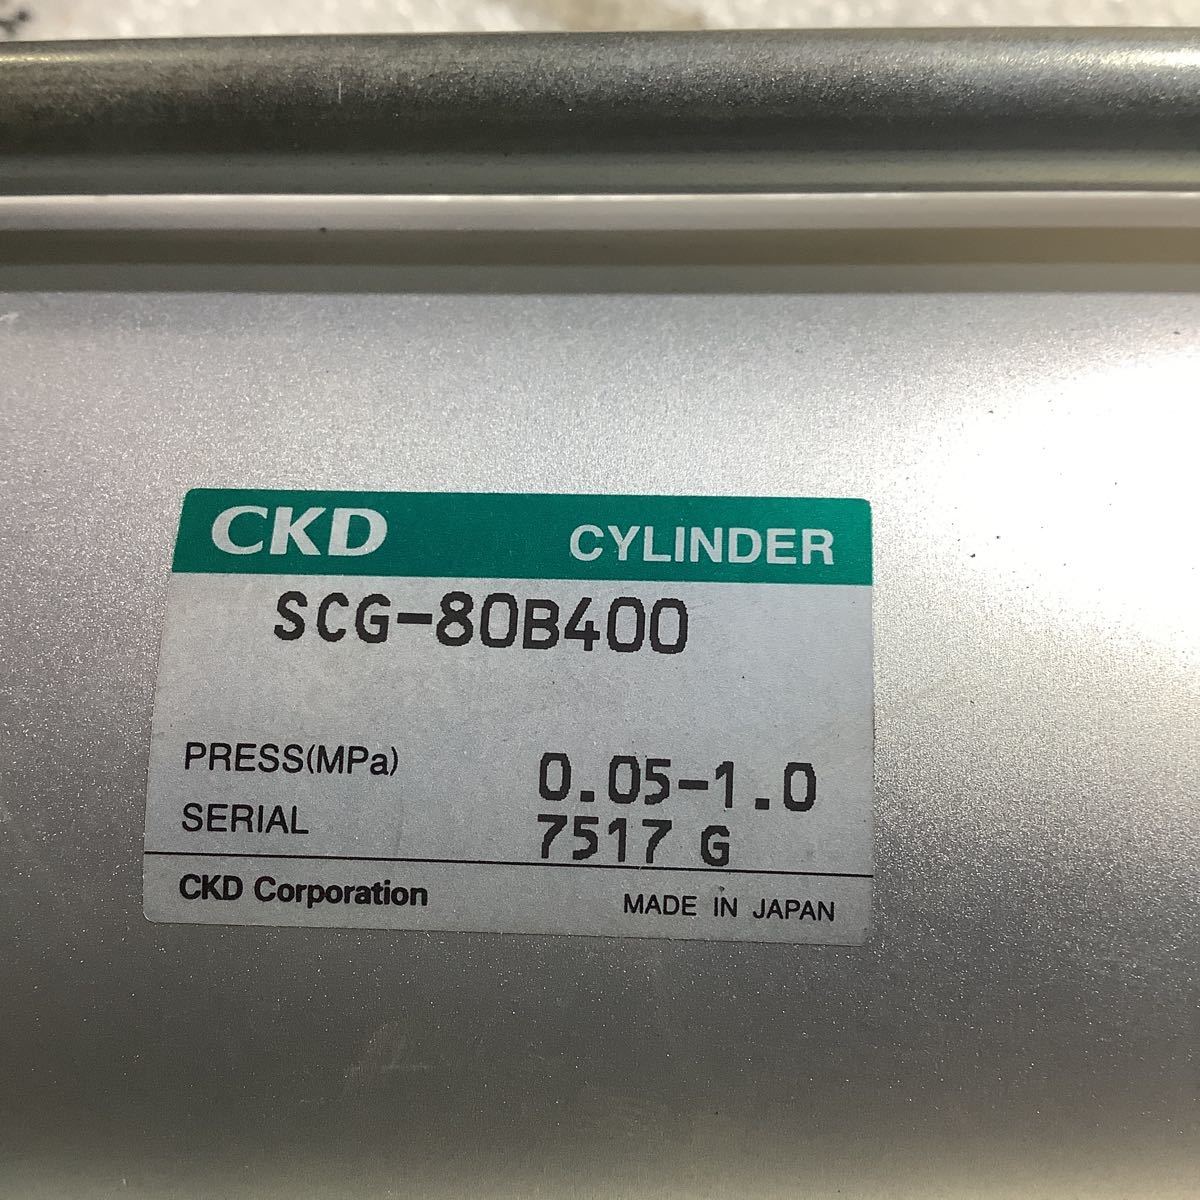 CKD CYLINDER
SCG-80B400
PRESS(MPa) 0.05-1.0
SERIAL 7517 G
CKD Corporation MADE IN JAPAN